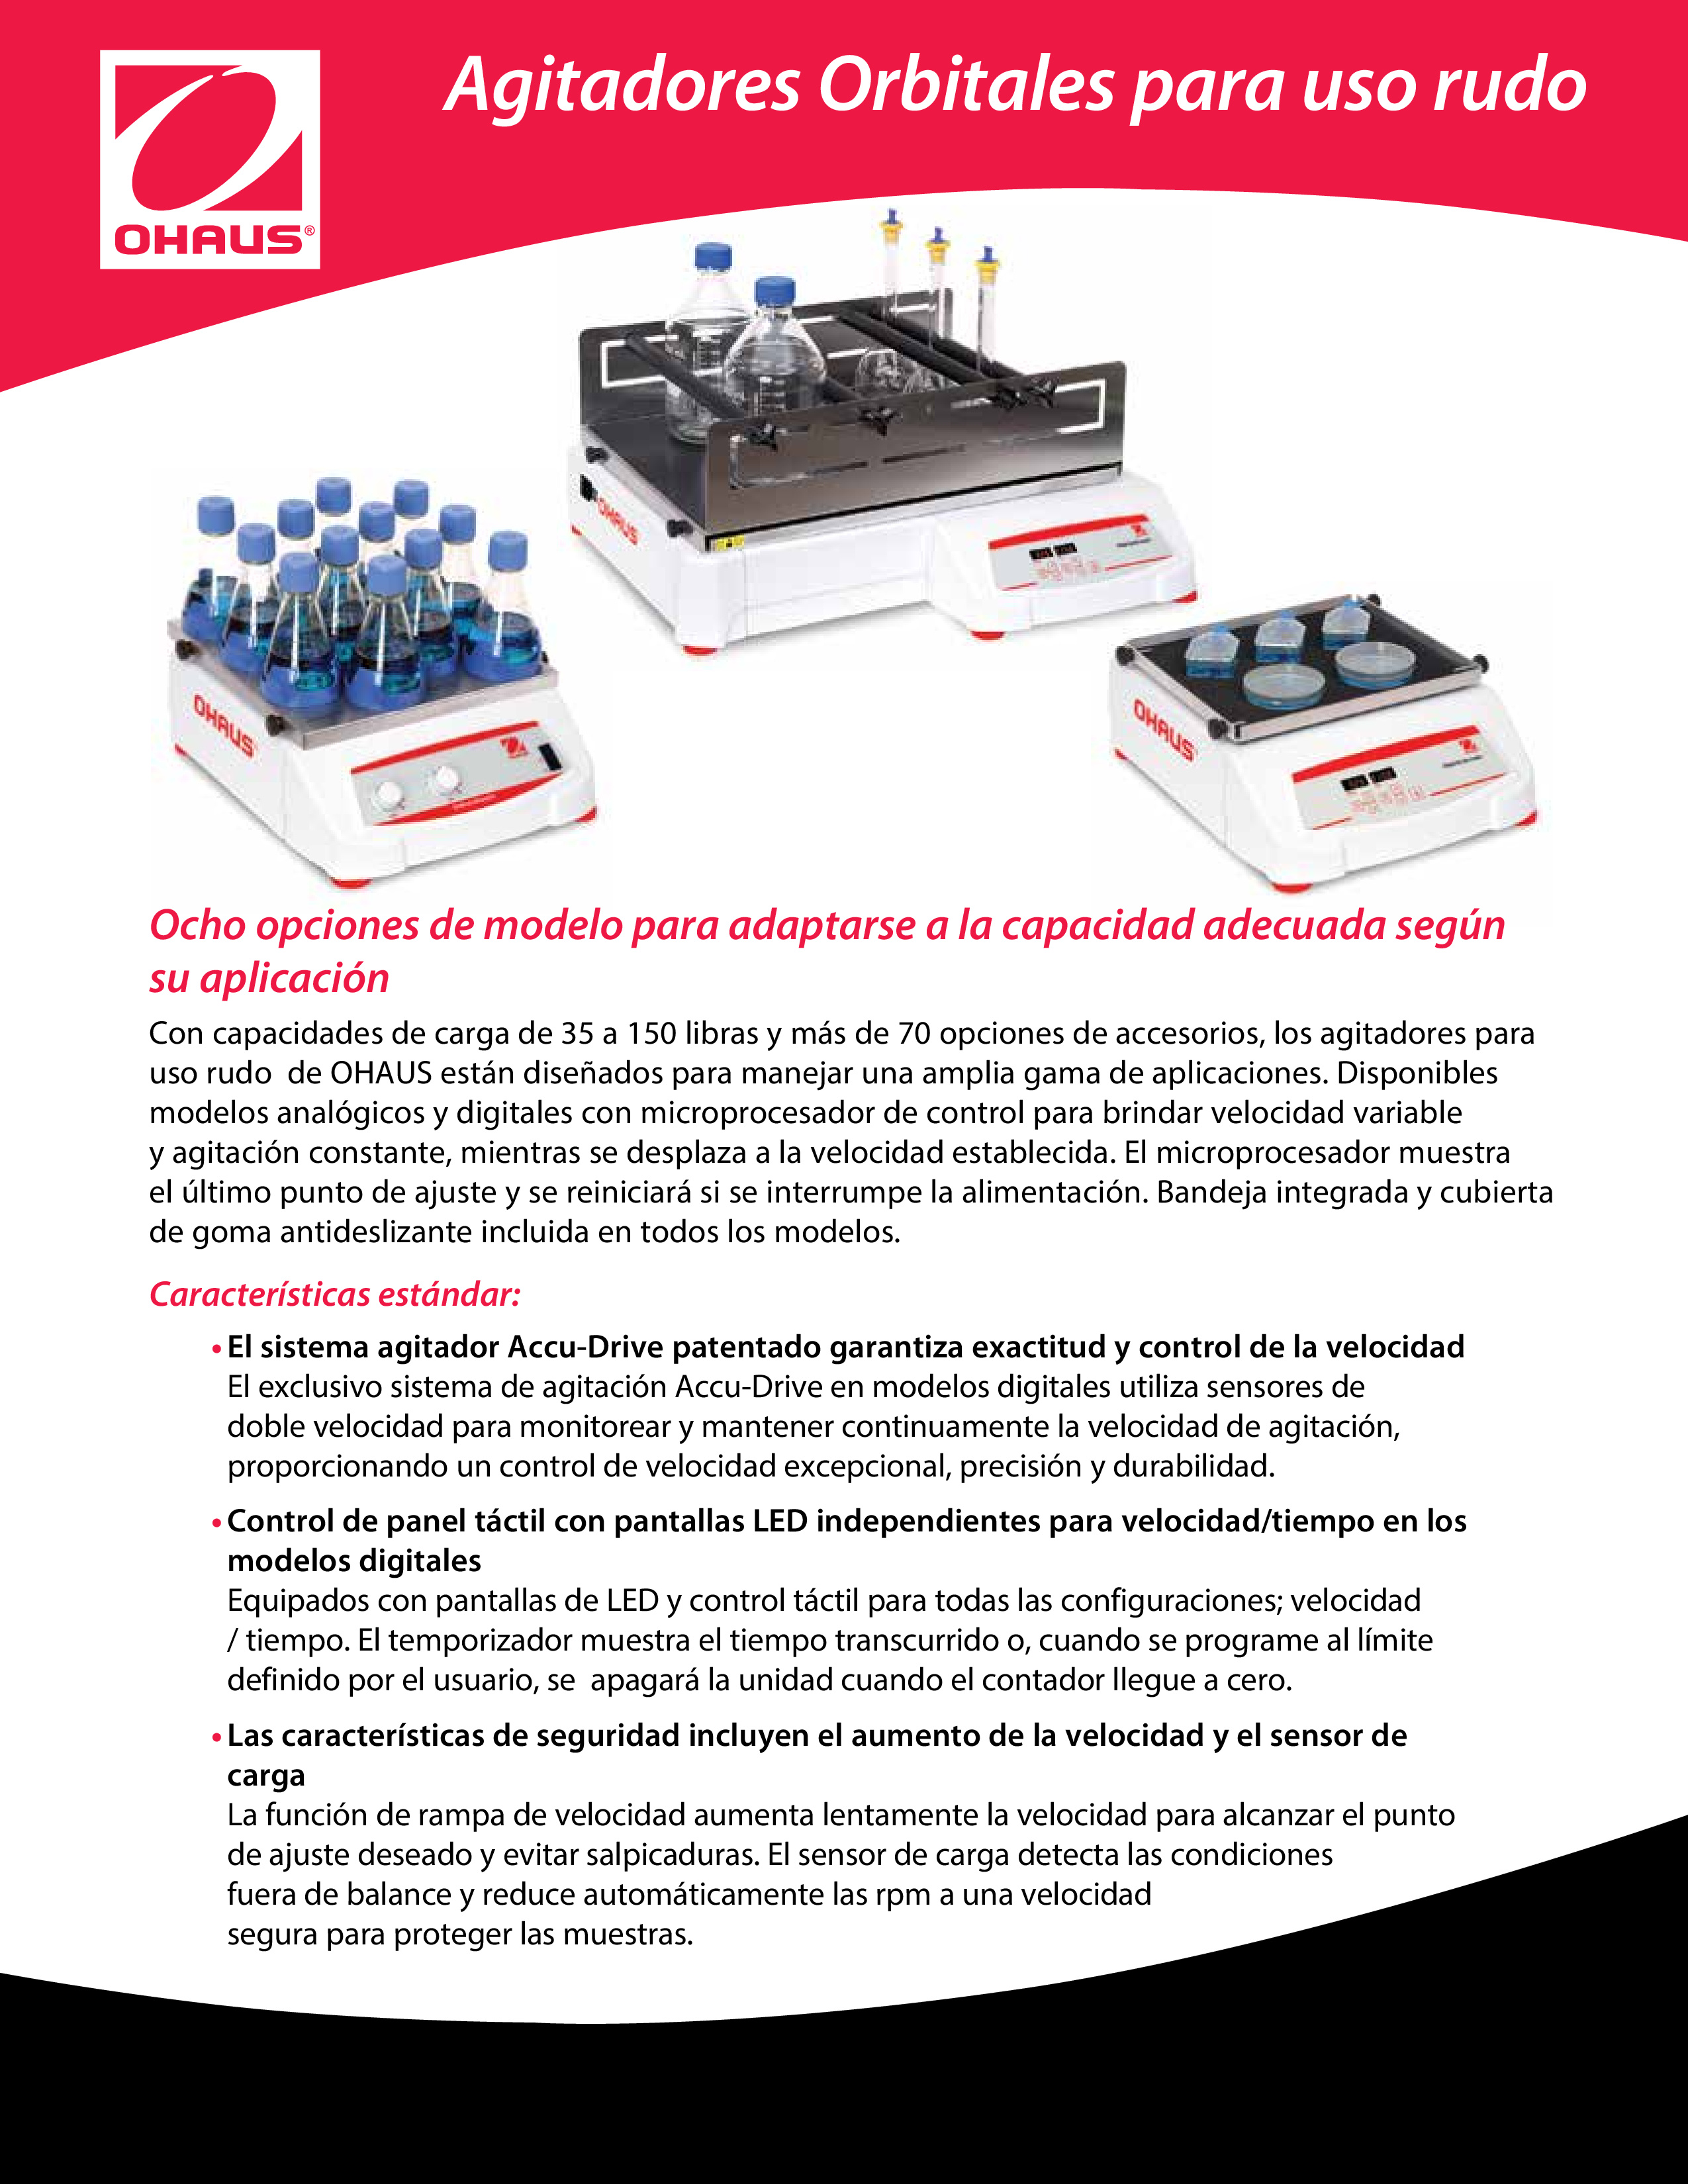 Agitadores Orbitales para uso rudo
OHAUS®
OHAUS
OHAUS
OHAUS
Ocho opciones de modelo para adaptarse a la capacidad adecuada según
su aplicación
Con capacidades de carga de 35 a 150 libras y más de 70 opciones de accesorios, los agitadores para
uso rudo  de OHAUS están diseñados para manejar una amplia gama de aplicaciones. Disponibles
modelos analógicos y digitales con microprocesador de control para brindar velocidad variable
y agitación constante, mientras se desplaza a la velocidad establecida. El microprocesador muestra
el último punto de ajuste y se reiniciará si se interrumpe la alimentación. Bandeja integrada y cubierta
de goma antideslizante incluida en todos los modelos.
Características estándar:
• El sistema agitador Accu-Drive patentado garantiza exactitud y control de la velocidad
El exclusivo sistema de agitación Accu-Drive en modelos digitales utiliza sensores de
doble velocidad para monitorear y mantener continuamente la velocidad de agitación,
proporcionando un control de velocidad excepcional, precisión y durabilidad.
• Control de panel táctil con pantallas LED independientes para velocidad/tiempo en los
modelos digitales
Equipados con pantallas de LED y control táctil para todas las configuraciones; velocidad
/ tiempo. El temporizador muestra el tiempo transcurrido o, cuando se programe al límite
definido por el usuario, se  apagará la unidad cuando el contador llegue a cero.
• Las características de seguridad incluyen el aumento de la velocidad y el sensor de
carga
La función de rampa de velocidad aumenta lentamente la velocidad para alcanzar el punto
de ajuste deseado y evitar salpicaduras. El sensor de carga detecta las condiciones
fuera de balance y reduce automáticamente las rpm a una velocidad
segura para proteger las muestras.